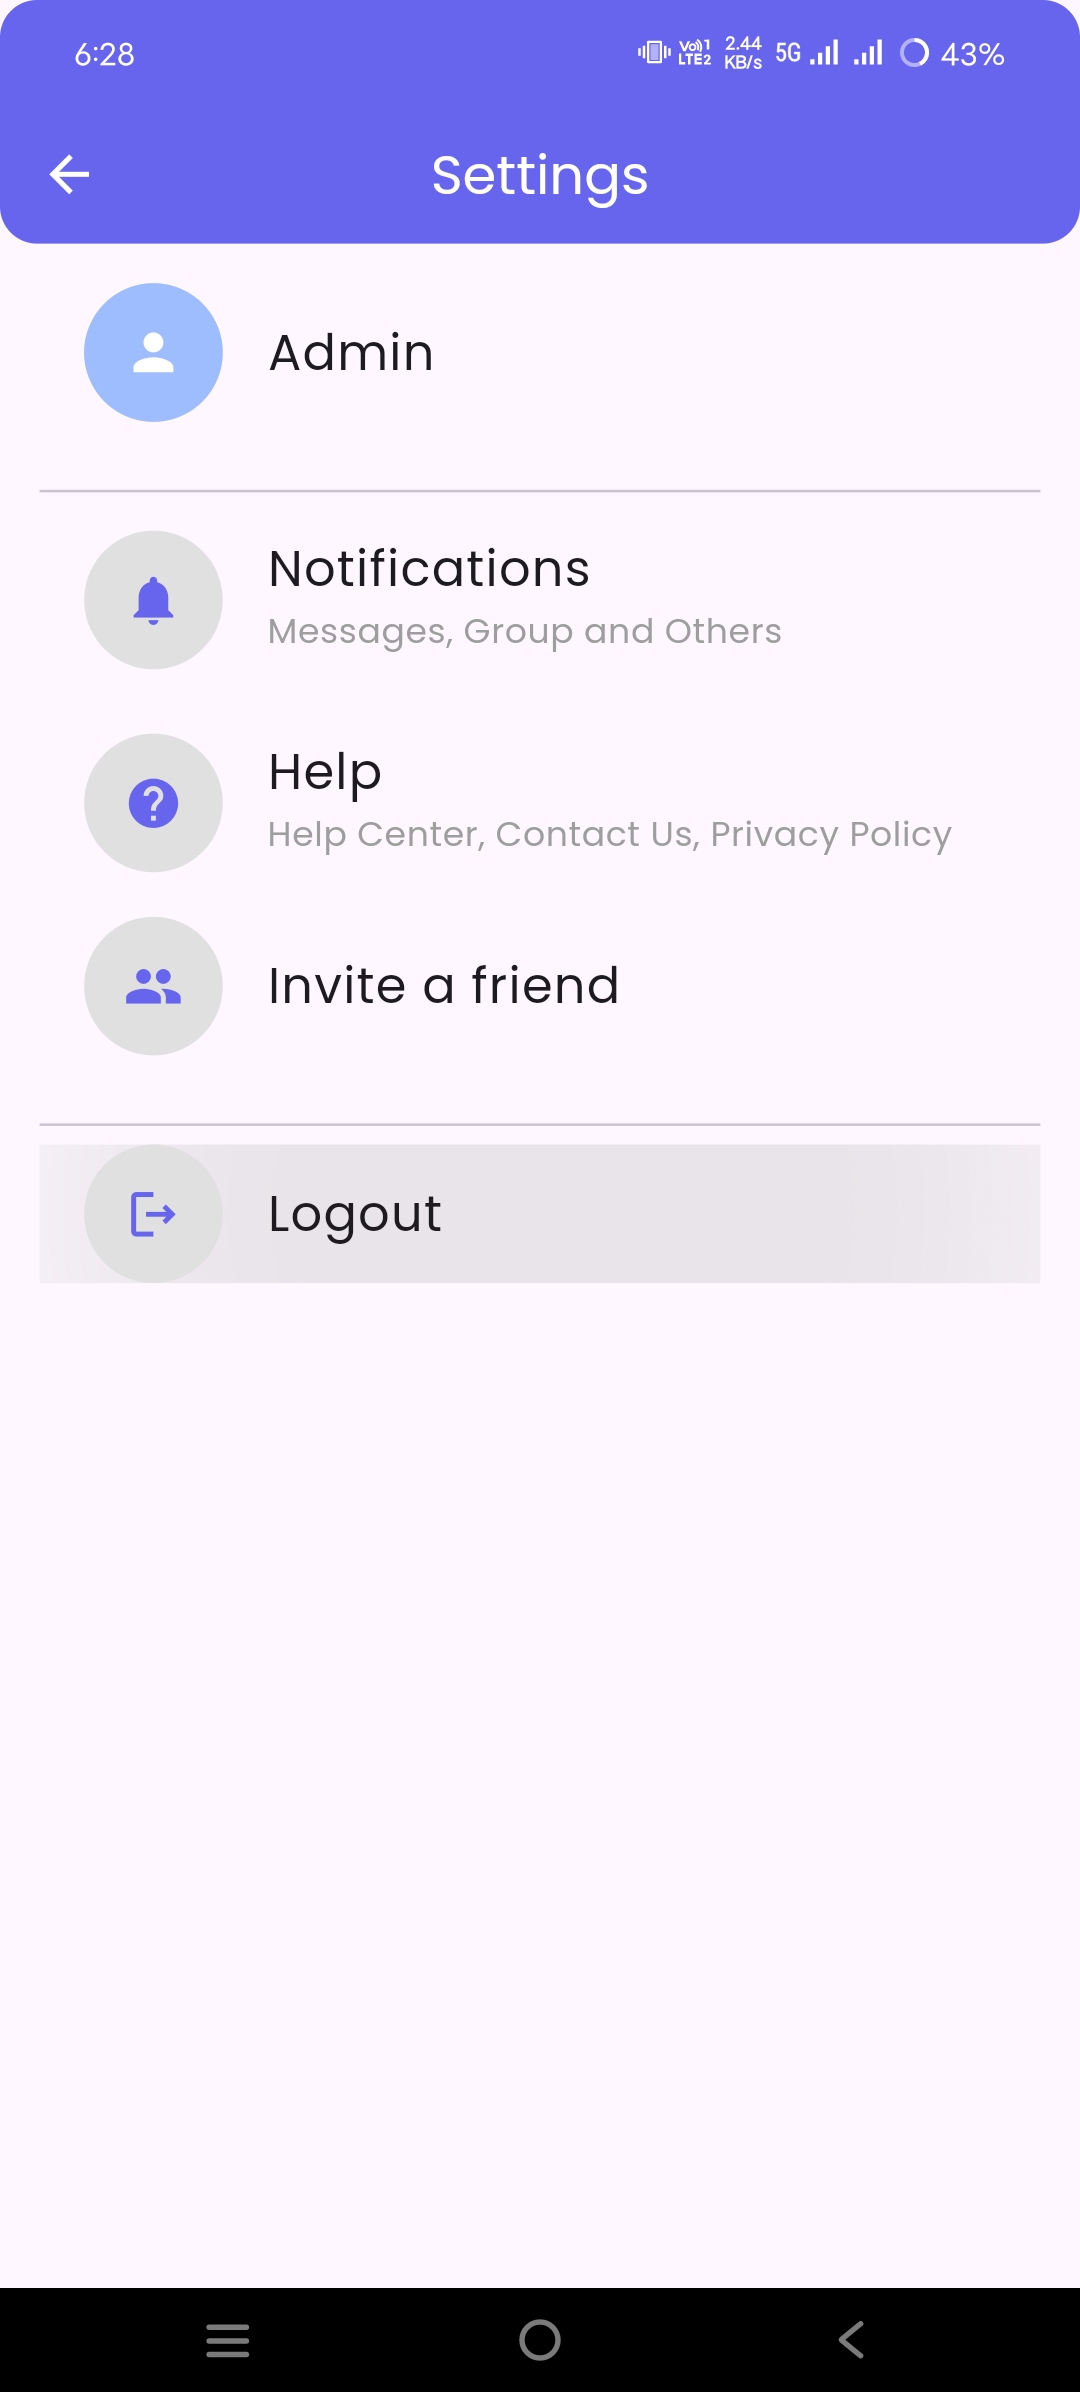 6:28
Vo) 1
LTE2
2.44
KB/s
5G
43%
Settings
Admin
Notifications
Messages, Group and Others
Help
Help Center, Contact Us, Privacy Policy
Invite a friend
Logout